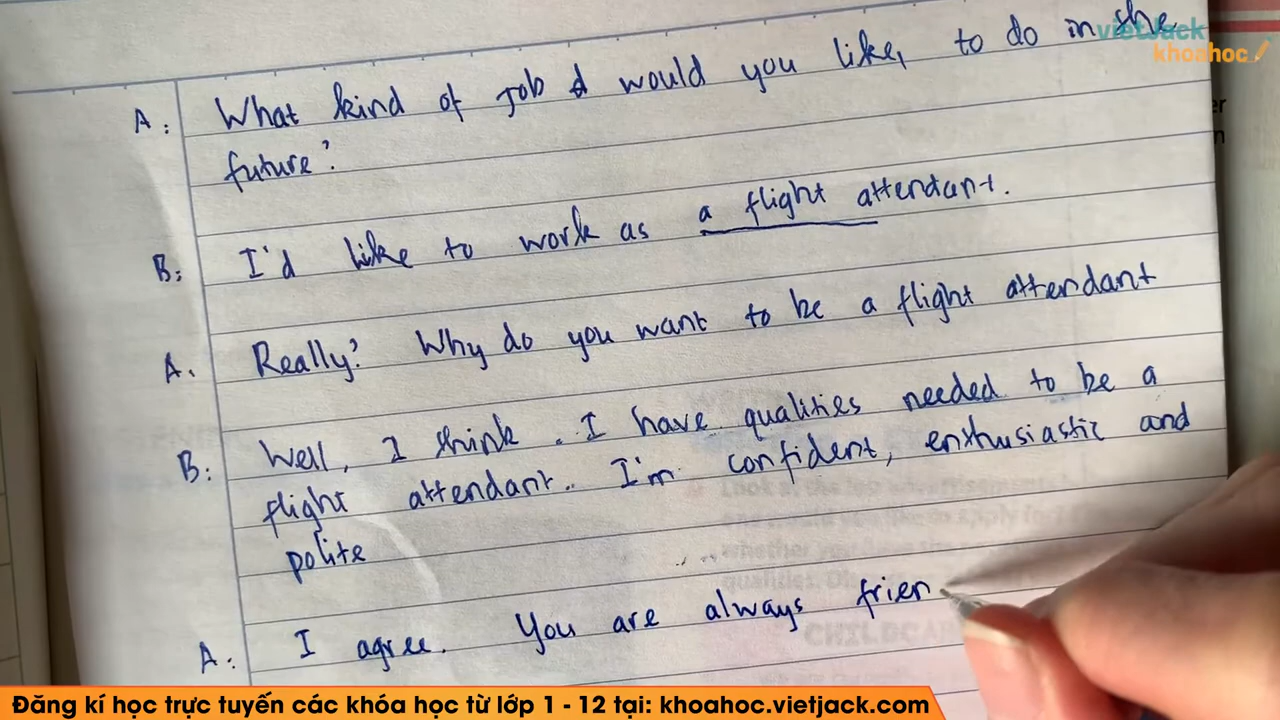 vietJack
khoahoc
A: What kind of job would you like, to do in the
future?
B: I'd like to work as a flight attendant.
A. Really? Why do you want to be a flight attendant
B: Well, I think. I have qualities needed to be a
flight attendant. I'm confident, enthusiastic and
polite
A: I agree. You are always frien
Đăng kí học trực tuyến các khóa học từ lớp 1 - 12 tại: khoahoc.vietjack.com